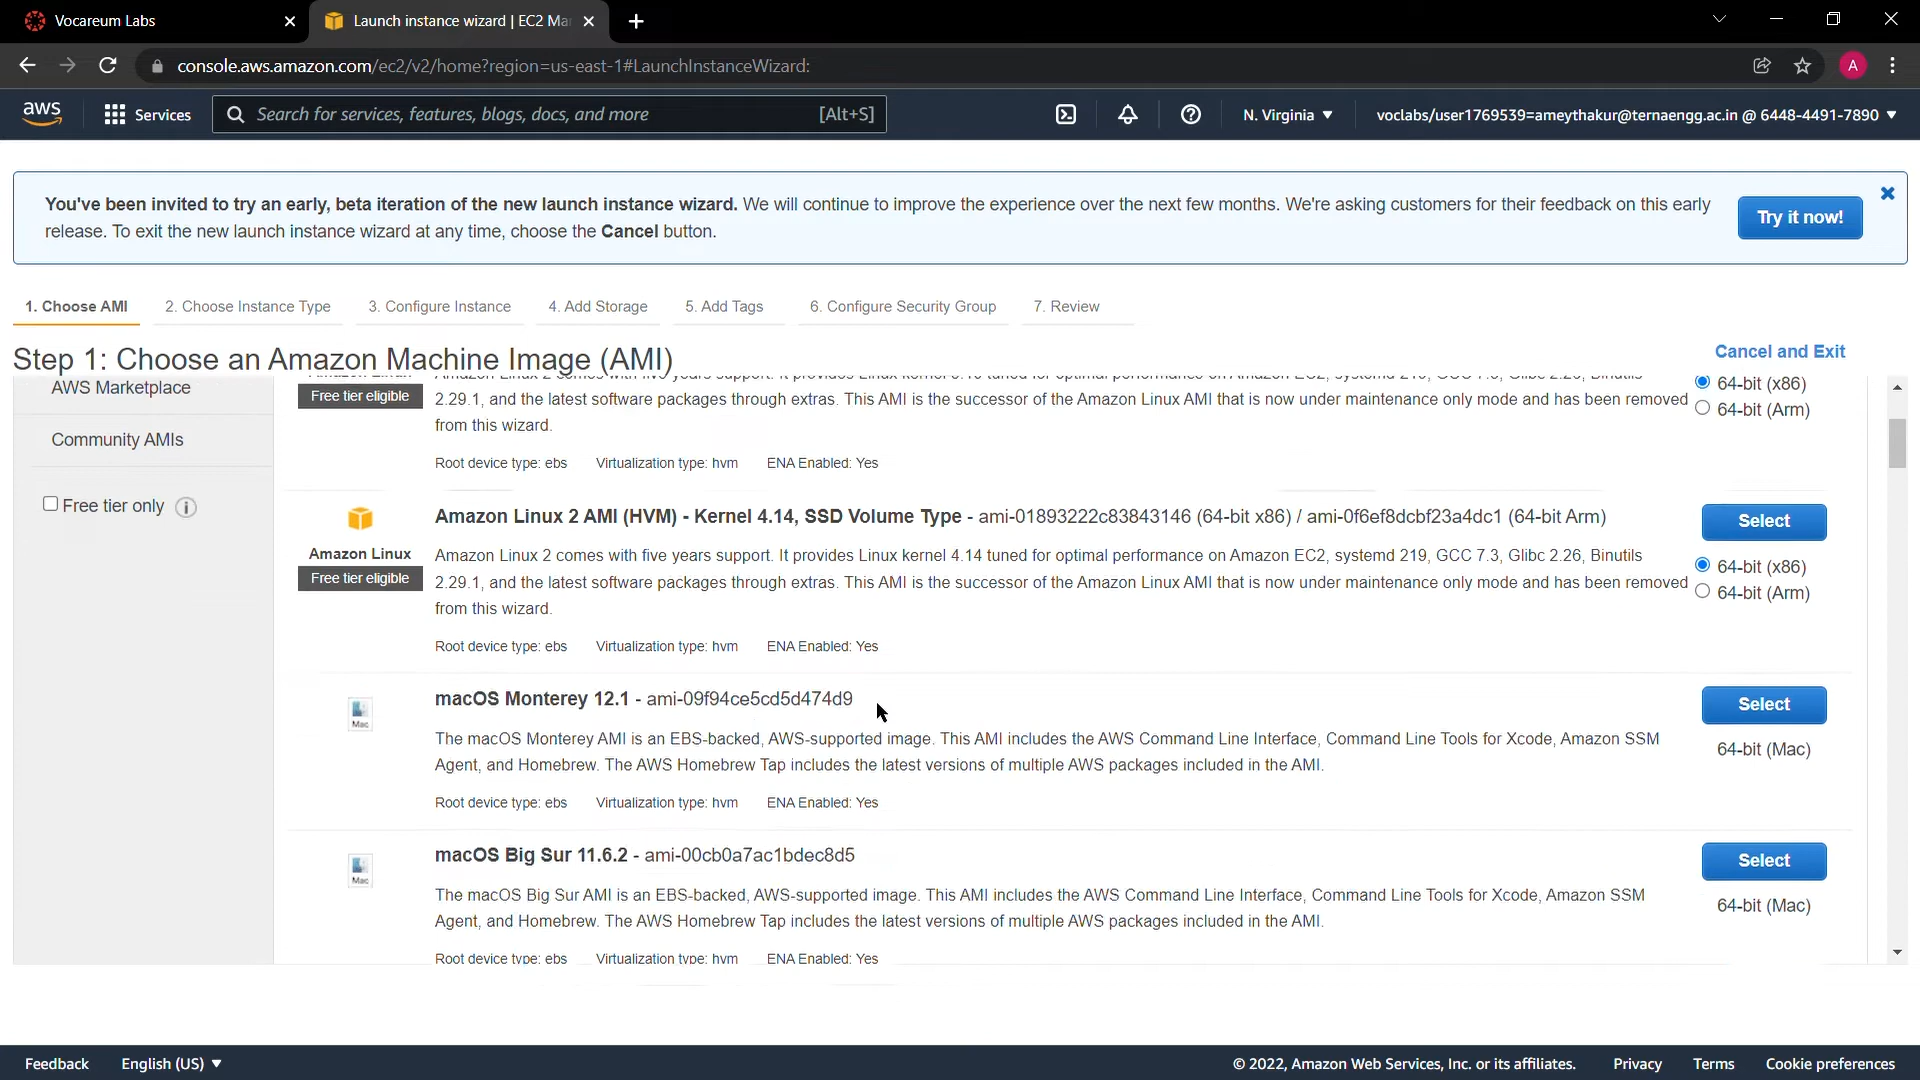 Vocareum Labs
Launch instance wizard | EC2 Ma
console.aws.amazon.com/ec2/v2/home?region=us-east-1#LaunchInstanceWizard:
A
aws Services Search for services, features, blogs, docs, and more [Alt+S] N. Virginia ▼ voclabs/user1769539=ameythakur@ternaengg.ac.in @ 6448-4491-7890 ▼
You've been invited to try an early, beta iteration of the new launch instance wizard. We will continue to improve the experience over the next few months. We're asking customers for their feedback on this early
release. To exit the new launch instance wizard at any time, choose the Cancel button.
Try it now!
1. Choose AMI 2. Choose Instance Type 3. Configure Instance 4. Add Storage 5. Add Tags 6. Configure Security Group 7. Review
Step 1: Choose an Amazon Machine Image (AMI)
Cancel and Exit
AWS Marketplace
Community AMIs
Free tier only i
Free tier eligible
2.29.1, and the latest software packages through extras. This AMI is the successor of the Amazon Linux AMI that is now under maintenance only mode and has been removed
from this wizard.
Root device type: ebs Virtualization type: hvm ENA Enabled: Yes
64-bit (x86)
64-bit (Arm)
Amazon Linux
Free tier eligible
Amazon Linux 2 AMI (HVM) - Kernel 4.14, SSD Volume Type - ami-01893222c83843146 (64-bit x86) / ami-0f6ef8dcbf23a4dc1 (64-bit Arm)
Amazon Linux 2 comes with five years support. It provides Linux kernel 4.14 tuned for optimal performance on Amazon EC2, systemd 219, GCC 7.3, Glibc 2.26, Binutils
2.29.1, and the latest software packages through extras. This AMI is the successor of the Amazon Linux AMI that is now under maintenance only mode and has been removed
from this wizard.
Root device type: ebs Virtualization type: hvm ENA Enabled: Yes
Select
64-bit (x86)
64-bit (Arm)
Mac
macOS Monterey 12.1 - ami-09f94ce5cd5d474d9
The macOS Monterey AMI is an EBS-backed, AWS-supported image. This AMI includes the AWS Command Line Interface, Command Line Tools for Xcode, Amazon SSM
Agent, and Homebrew. The AWS Homebrew Tap includes the latest versions of multiple AWS packages included in the AMI.
Root device type: ebs Virtualization type: hvm ENA Enabled: Yes
Select
64-bit (Mac)
Mac
macOS Big Sur 11.6.2 - ami-00cb0a7ac1bdec8d5
The macOS Big Sur AMI is an EBS-backed, AWS-supported image. This AMI includes the AWS Command Line Interface, Command Line Tools for Xcode, Amazon SSM
Agent, and Homebrew. The AWS Homebrew Tap includes the latest versions of multiple AWS packages included in the AMI.
Root device type: ebs Virtualization type: hvm ENA Enabled: Yes
Select
64-bit (Mac)
Feedback English (US) ▼ © 2022, Amazon Web Services, Inc. or its affiliates. Privacy Terms Cookie preferences